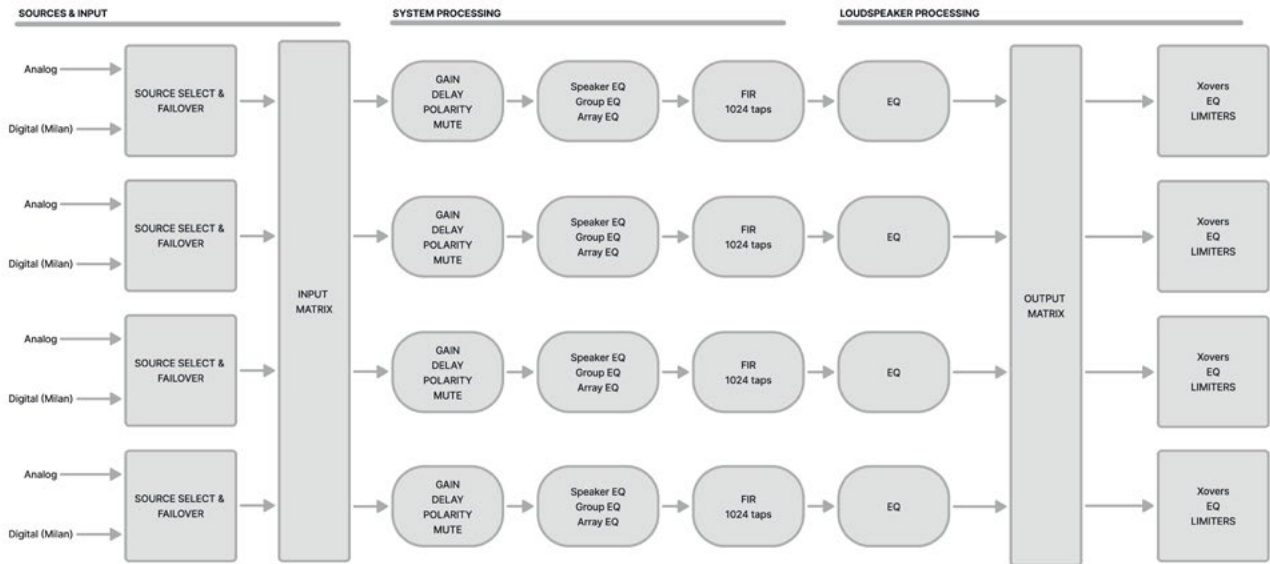 SOURCES & INPUT
SYSTEM PROCESSING
LOUDSPEAKER PROCESSING
Analog
Digital (Milan)
SOURCE SELECT &
FAILOVER
GAIN
DELAY
POLARITY
MUTE
Speaker EQ
Group EQ
Array EQ
FIR
1024 taps
EQ
Xovers
EQ
LIMITERS
Analog
Digital (Milan)
SOURCE SELECT &
FAILOVER
GAIN
DELAY
POLARITY
MUTE
Speaker EQ
Group EQ
Array EQ
FIR
1024 taps
EQ
Xovers
EQ
LIMITERS
INPUT
MATRIX
OUTPUT
MATRIX
Analog
Digital (Milan)
SOURCE SELECT &
FAILOVER
GAIN
DELAY
POLARITY
MUTE
Speaker EQ
Group EQ
Array EQ
FIR
1024 taps
EQ
Xovers
EQ
LIMITERS
Analog
Digital (Milan)
SOURCE SELECT &
FAILOVER
GAIN
DELAY
POLARITY
MUTE
Speaker EQ
Group EQ
Array EQ
FIR
1024 taps
EQ
Xovers
EQ
LIMITERS